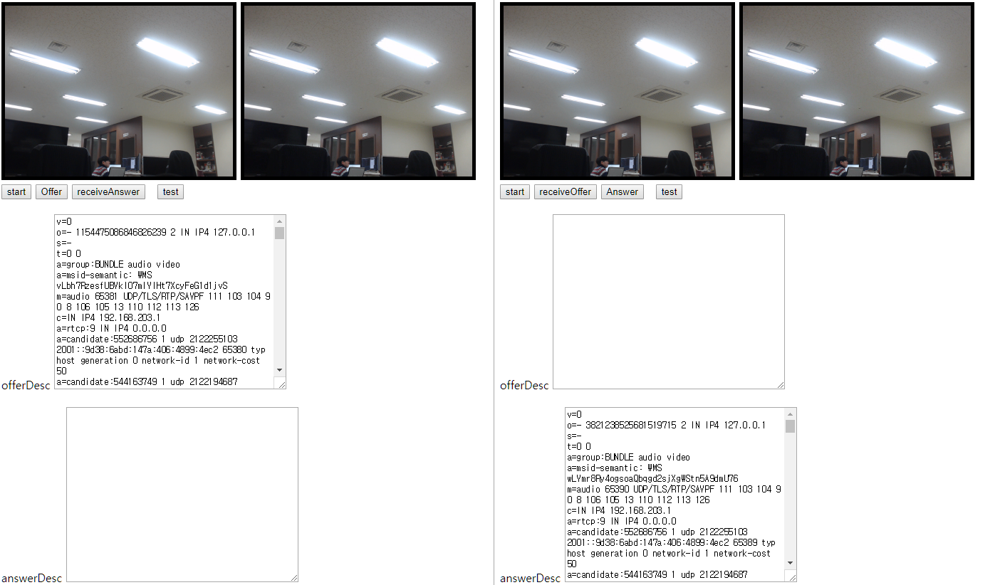 start Offer receiveAnswer test
v=0
o=- 1154475086846826239 2 IN IP4 127.0.0.1
s=-
t=0 0
a=group:BUNDLE audio video
a=msid-semantic: WMS
m=audio 65381 UDP/TLS/RTP/SAVPF 111 103 104 9
0 8 106 105 13 110 112 113 126
c=IN IP4 192.168.203.1
a=rtcp:9 IN IP4 0.0.0.0
a=candidate:552686756 1 udp 2122255103
2001::9d38:6abd:147a:406:4899:4ec2 65380 typ
host generation 0 network-id 1 network-cost
50
a=candidate:544163749 1 udp 2122194687
offerDesc
answerDesc
start receiveOffer Answer test
offerDesc
v=0
o=- 3821238525681519715 2 IN IP4 127.0.0.1
s=-
t=0 0
a=group:BUNDLE audio video
a=msid-semantic: WMS
wLYmr8Ry4ogsoaQbqgd2sjXgWStn5A9dmU76
m=audio 65390 UDP/TLS/RTP/SAVPF 111 103 104 9
0 8 106 105 13 110 112 113 126
c=IN IP4 192.168.203.1
a=rtcp:9 IN IP4 0.0.0.0
a=candidate:552686756 1 udp 2122255103
2001::9d38:6abd:147a:406:4899:4ec2 65389 typ
host generation 0 network-id 1 network-cost
50
a=candidate:544163749 1 udp 2122194687
answerDesc